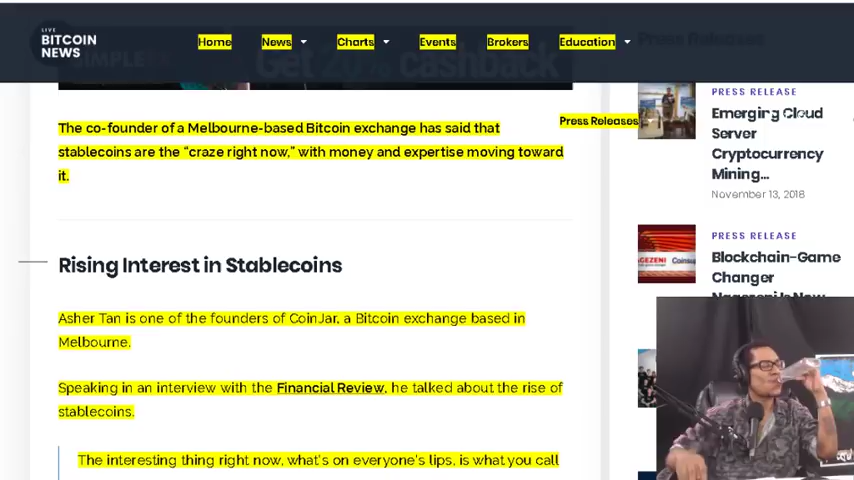 LIVE
BITCOIN
NEWS
Home
News
Charts
Events
Brokers
Education
Press Releases
Get 20% cashback
Press Releases
The co-founder of a Melbourne-based Bitcoin exchange has said that
stablecoins are the “craze right now,” with money and expertise moving toward
it.
Rising Interest in Stablecoins
Asher Tan is one of the founders of CoinJar, a Bitcoin exchange based in
Melbourne.
Speaking in an interview with the Financial Review, he talked about the rise of
stablecoins.
The interesting thing right now, what's on everyone's lips, is what you call
PRESS RELEASE
Emerging Cloud
Server
Cryptocurrency
Mining...
November 13, 2018
PRESS RELEASE
Blockchain-Game
Changer